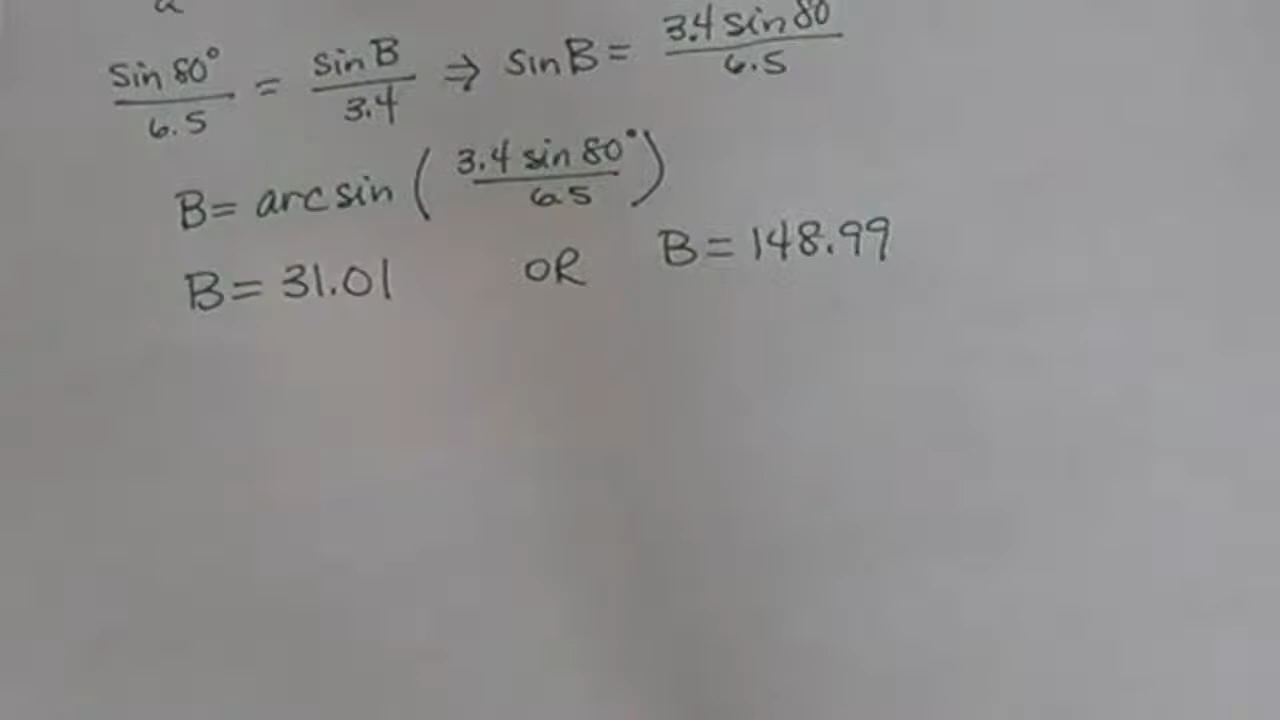 a
sin 80° / 6.5 = sin B / 3.4 ⇒ sin B = 3.4 sin 80 / 6.5
B = arcsin ( 3.4 sin 80° / 6.5 )
B = 31.01 OR B = 148.99